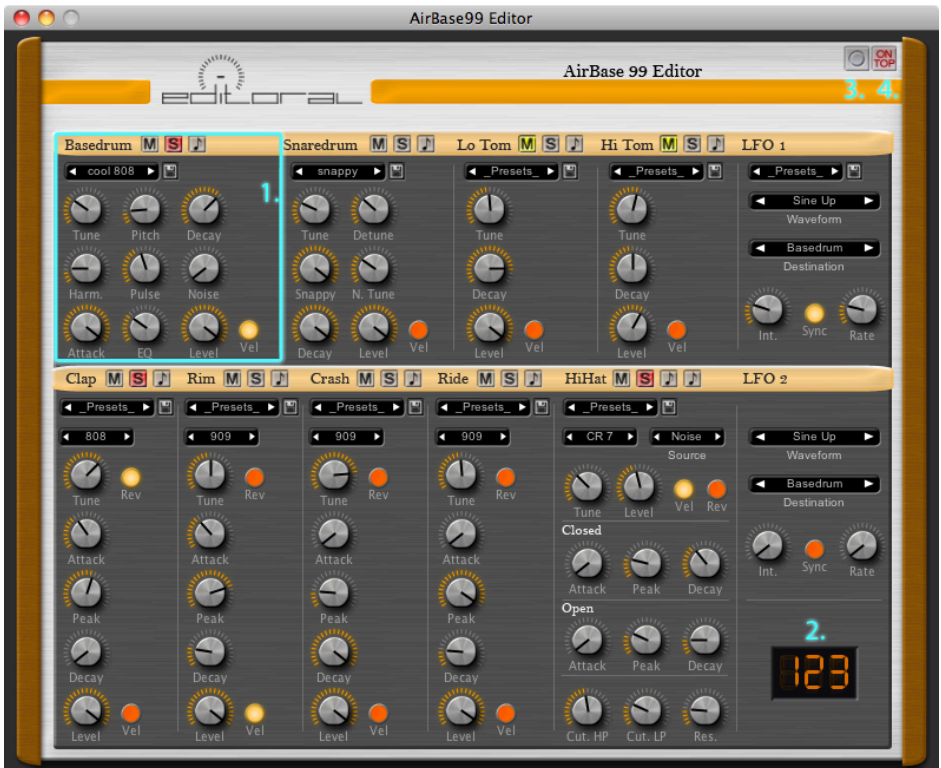 AirBase99 Editor
editoral
AirBase 99 Editor
ON TOP
3. 4.
Basedrum M S
Snaredrum M S
Lo Tom M S
Hi Tom M S
LFO 1
cool 808
snappy
_Presets_
_Presets_
_Presets_
1.
Tune Pitch Decay
Harm. Pulse Noise
Attack EQ Level Vel
Tune Detune
Snappy N. Tune
Decay Level Vel
Tune
Decay
Level Vel
Tune
Decay
Level Vel
Sine Up
Waveform
Basedrum
Destination
Int. Sync Rate
Clap M S
Rim M S
Crash M S
Ride M S
HiHat M S
LFO 2
_Presets_
_Presets_
_Presets_
_Presets_
_Presets_
808
Tune Rev
Attack
Peak
Decay
Level Vel
909
Tune Rev
Attack
Peak
Decay
Level Vel
909
Tune Rev
Attack
Peak
Decay
Level Vel
909
Tune Rev
Attack
Peak
Decay
Level Vel
CR 7 Noise
Source
Tune Level Vel Rev
Closed
Attack Peak Decay
Open
Attack Peak Decay
Cut. HP Cut. LP Res.
Sine Up
Waveform
Basedrum
Destination
Int. Sync Rate
2.
123